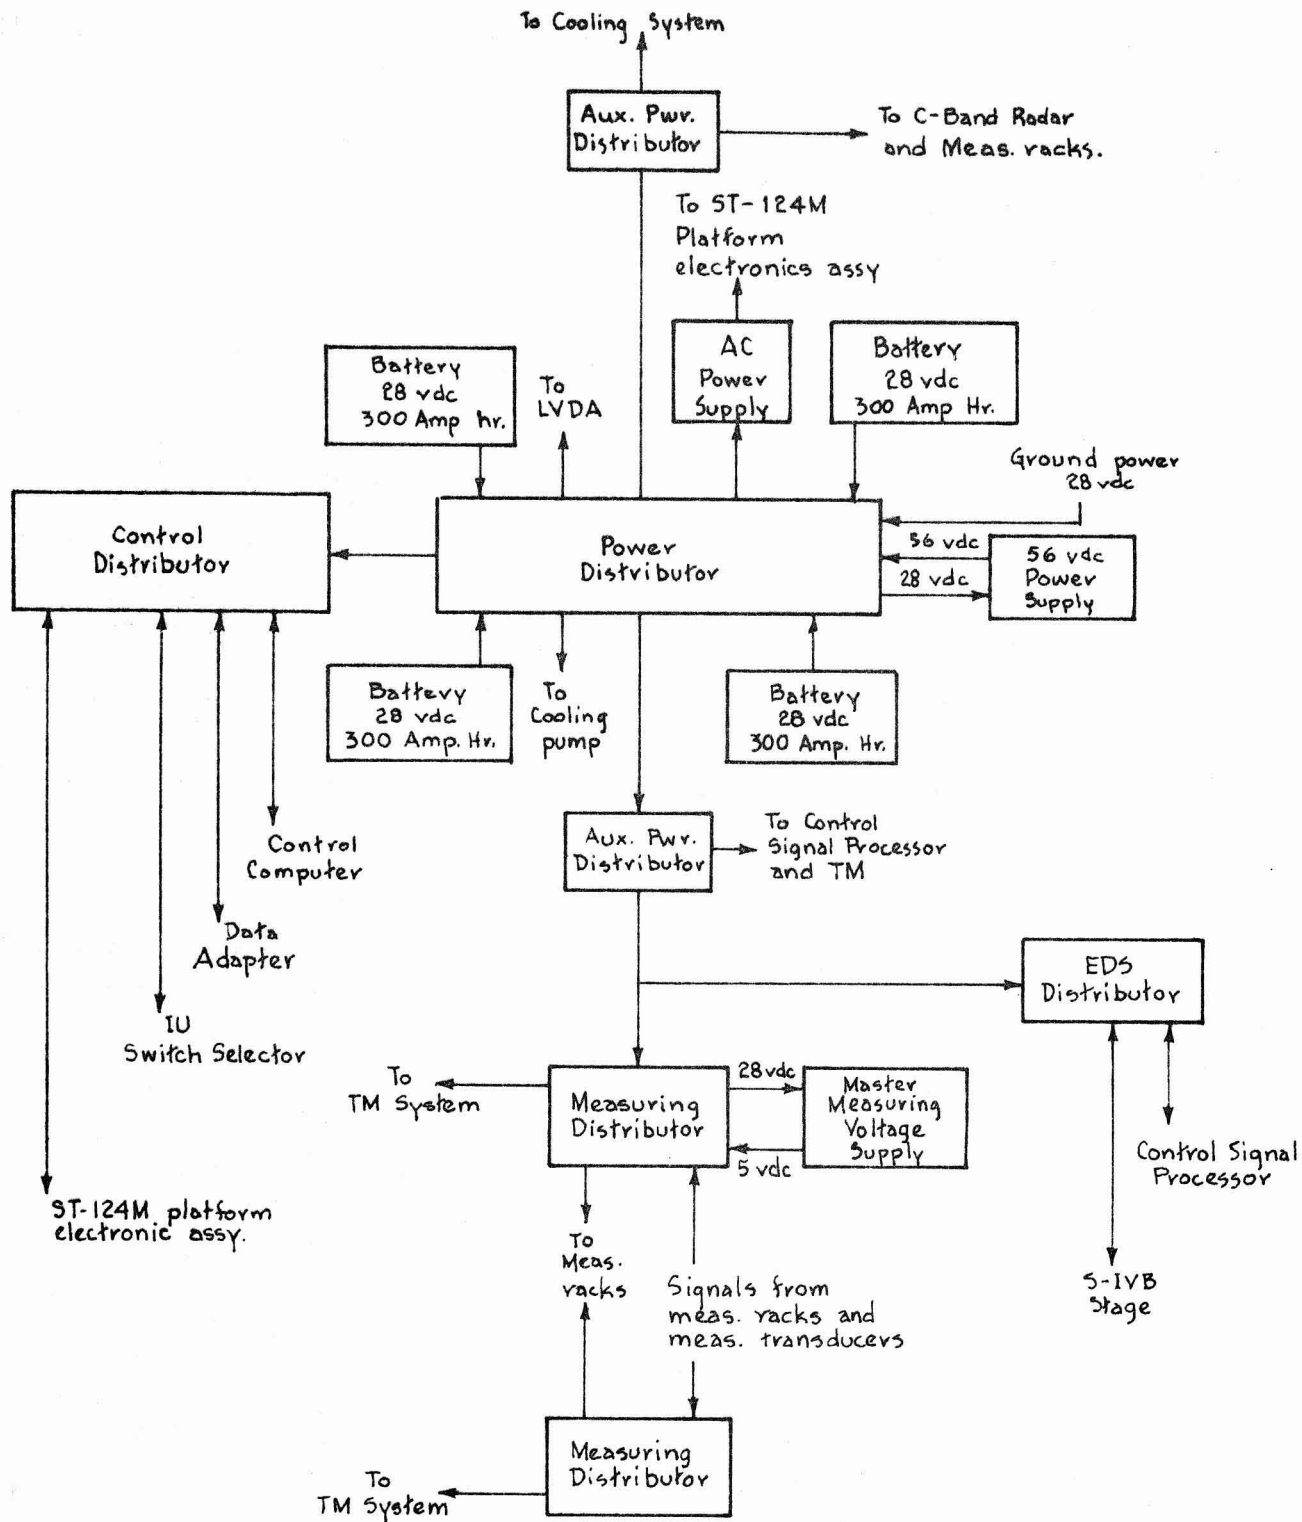 To Cooling System
Aux. Pwr.
Distributor
To C-Band Radar
and Meas. racks.
To ST-124M
Platform
electronics assy
Battery
28 vdc
300 Amp hr.
To
LVDA
AC
Power
Supply
Battery
28 vdc
300 Amp Hr.
Ground power
28 vdc
Control
Distributor
Power
Distributor
56 vdc
28 vdc
56 vdc
Power
Supply
Battery
28 vdc
300 Amp. Hr.
To
Cooling
pump
Battery
28 vdc
300 Amp. Hr.
Aux. Pwr.
Distributor
To Control
Signal Processor
and TM
Control
Computer
Data
Adapter
IU
Switch Selector
ST-124M platform
electronic assy.
EDS
Distributor
To
TM System
Measuring
Distributor
28 vdc
5 vdc
Master
Measuring
Voltage
Supply
Control Signal
Processor
S-IVB
Stage
To
Meas.
racks
Signals from
meas. racks and
meas. transducers
Measuring
Distributor
To
TM System